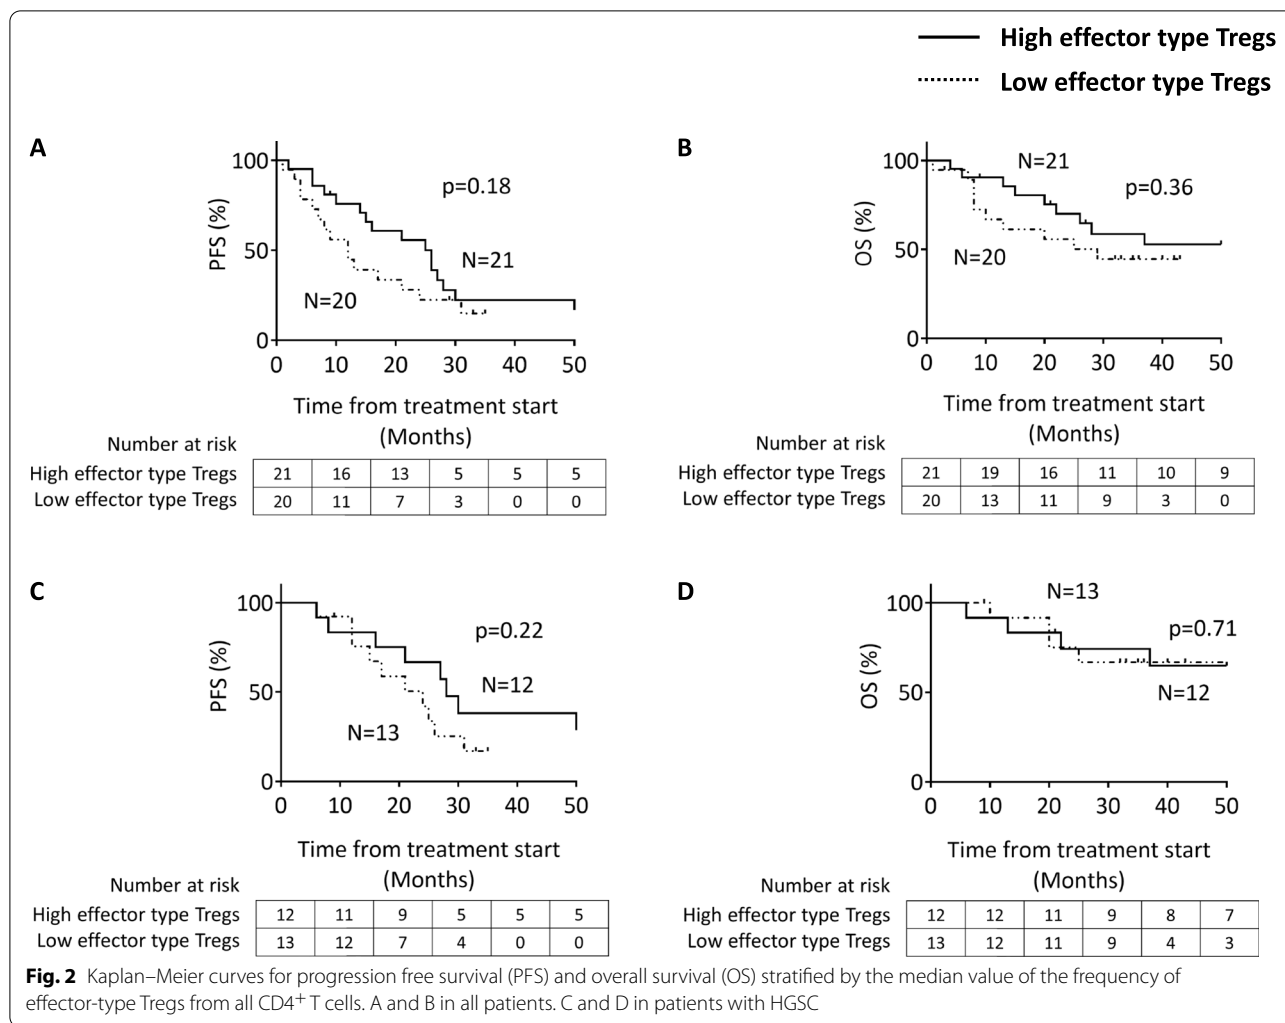 High effector type Tregs
Low effector type Tregs
A
100
50
0
PFS (%)
p=0.18
N=21
N=20
0 10 20 30 40 50
Time from treatment start
(Months)
Number at risk
High effector type Tregs 21 16 13 5 5 5
Low effector type Tregs 20 11 7 3 0 0
B
100
50
0
OS (%)
N=21
p=0.36
N=20
0 10 20 30 40 50
Time from treatment start
(Months)
Number at risk
High effector type Tregs 21 19 16 11 10 9
Low effector type Tregs 20 13 11 9 3 0
C
100
50
0
PFS (%)
p=0.22
N=12
N=13
0 10 20 30 40 50
Time from treatment start
(Months)
Number at risk
High effector type Tregs 12 11 9 5 5 5
Low effector type Tregs 13 12 7 4 0 0
D
100
50
0
OS (%)
N=13
p=0.71
N=12
0 10 20 30 40 50
Time from treatment start
(Months)
Number at risk
High effector type Tregs 12 12 11 9 8 7
Low effector type Tregs 13 12 11 9 4 3
Fig. 2 Kaplan–Meier curves for progression free survival (PFS) and overall survival (OS) stratified by the median value of the frequency of
effector-type Tregs from all CD4⁺ T cells. A and B in all patients. C and D in patients with HGSC